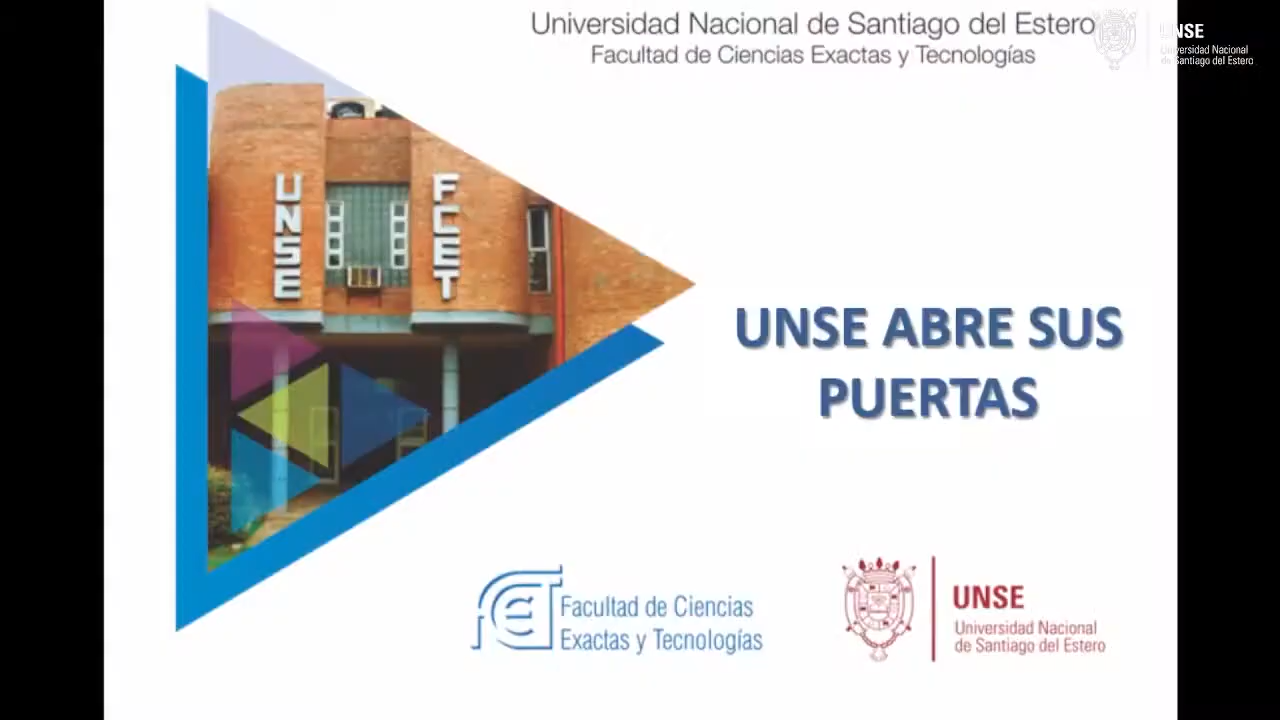 Universidad Nacional de Santiago del Estero
Facultad de Ciencias Exactas y Tecnologías
UNSE
Universidad Nacional
de Santiago del Estero
UNSE
FCET
UNSE ABRE SUS
PUERTAS
Facultad de Ciencias
Exactas y Tecnologías
UNSE
Universidad Nacional
de Santiago del Estero